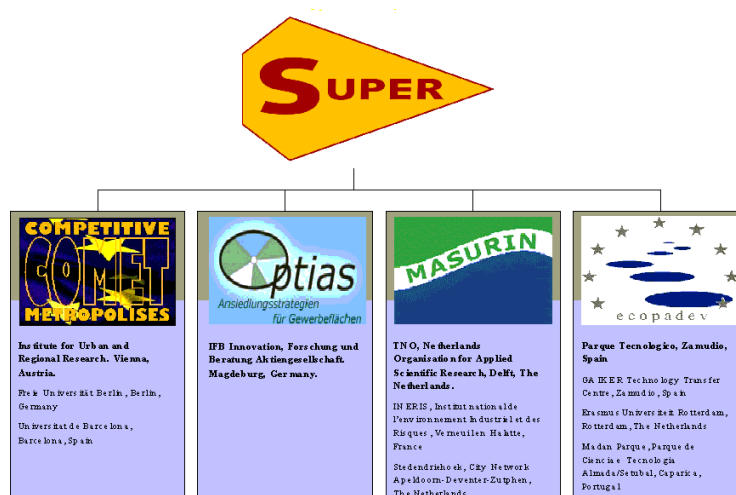 SUPER
COMPETITIVE
COMET
METROPOLISES
Institute for Urban and
Regional Research. Vienna,
Austria.
Freie Universität Berlin, Berlin,
Germany
Universitat de Barcelona,
Barcelona, Spain
Optias
Ansiedlungsstrategien
für Gewerbeflächen
IFB Innovation, Forschung und
Beratung Aktiengesellschaft.
Magdeburg, Germany.
MASURIN
TNO, Netherlands
Organisation for Applied
Scientific Research, Delft, The
Netherlands.
INERIS, Institut national de
l'environment Industriel et des
Risques, Verneuilen Halatte,
France
Stedendriehoek, City Network
Apeldoorn-Deventer-Zutphen,
The Netherlands
ecopadev
Parque Tecnologico, Zamudio,
Spain
GAIKER Technology Transfer
Centre, Zamudio, Spain
Erasmus Universiteit Rotterdam,
Rotterdam, The Netherlands
Madan Parque, Parque de
Ciencia e Tecnologia
Almada/Setubal, Caparica,
Portugal